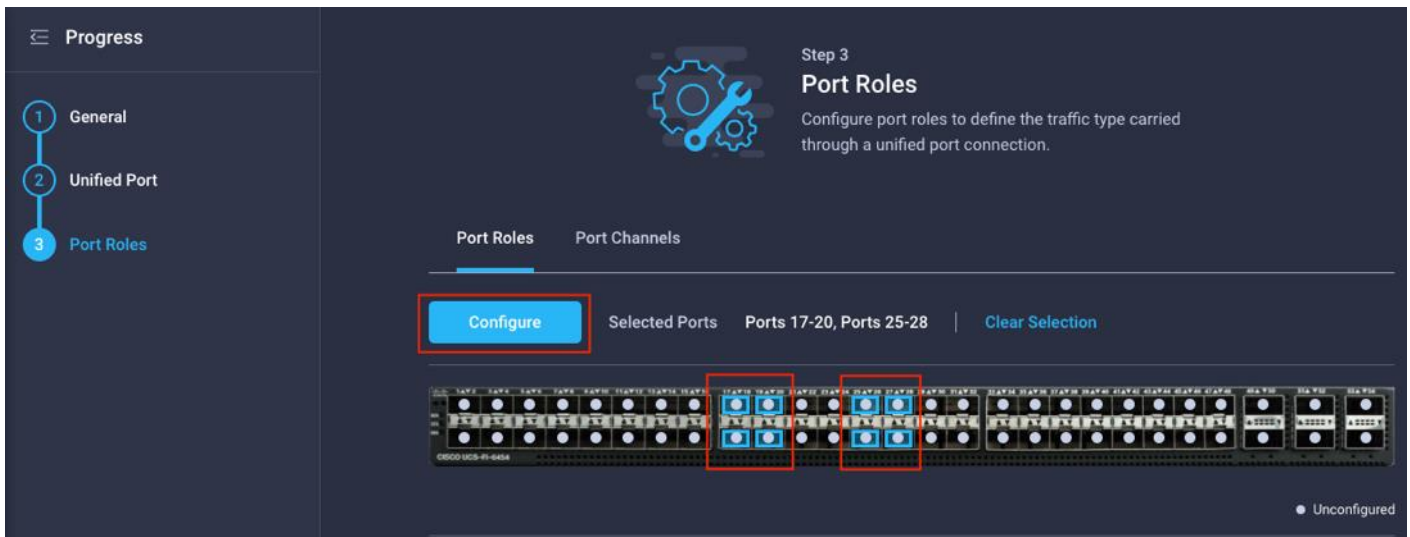 Progress
1
General
2
Unified Port
3
Port Roles
Step 3
Port Roles
Configure port roles to define the traffic type carried
through a unified port connection.
Port Roles Port Channels
Configure Selected Ports Ports 17-20, Ports 25-28 | Clear Selection
CISCO UCS-FI-6454
Unconfigured